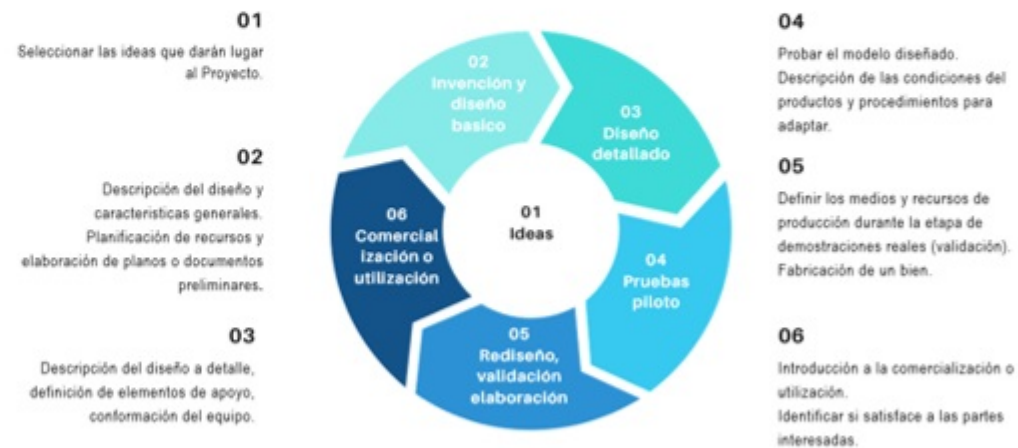 01
Seleccionar las ideas que darán lugar
al Proyecto.
02
Descripción del diseño y
caracteristicas generales.
Planificación de recursos y
elaboración de planos o documentos
preliminares.
03
Descripción del diseño a detalle,
definición de elementos de apoyo,
conformación del equipo.
01
Ideas
02
Invención y
diseño
basico
03
Diseño
detallado
04
Pruebas
piloto
05
Rediseño,
validación
elaboración
06
Comercial
ización o
utilización
04
Probar el modelo diseñado.
Descripción de las condiciones del
productos y procedimientos para
adaptar.
05
Definir los medios y recursos de
producción durante la etapa de
demostraciones reales (validación).
Fabricación de un bien.
06
Introducción a la comercialización o
utilización.
Identificar si satisface a las partes
interesadas.